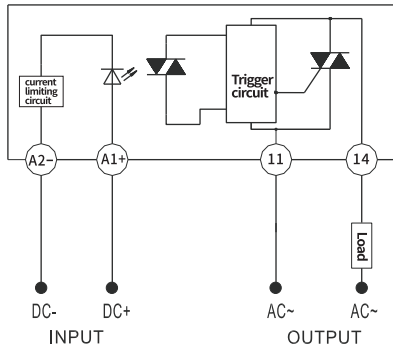 current
limiting
circuit
Trigger
circuit
A2−
A1+
11
14
Load
DC-
DC+
AC~
AC~
INPUT
OUTPUT